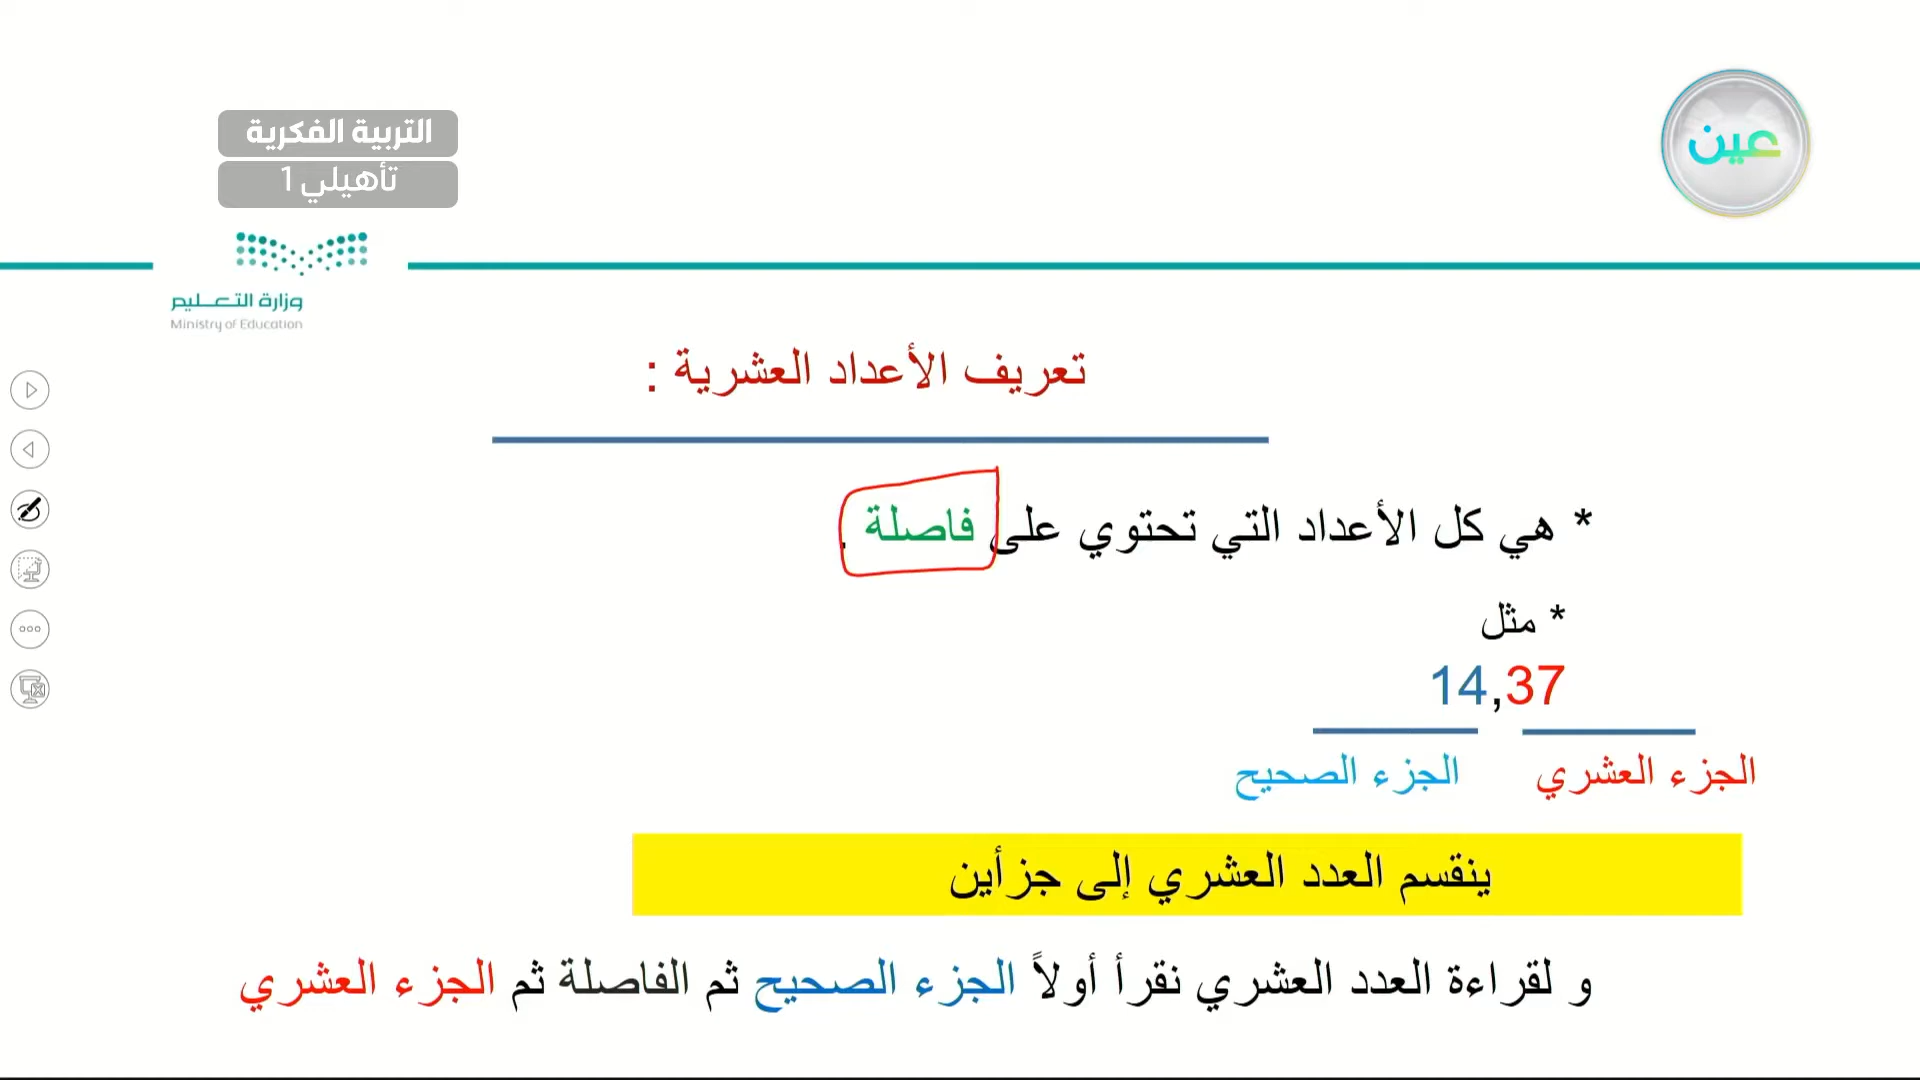 عين
التربية الفكرية
تأهيلي 1
وزارة التعليم
Ministry of Education
تعريف الأعداد العشرية :
* هي كل الأعداد التي تحتوي على فاصلة .
* مثل
14,37
الجزء العشري الجزء الصحيح
ينقسم العدد العشري إلى جزأين
و لقراءة العدد العشري نقرأ أولاً الجزء الصحيح ثم الفاصلة ثم الجزء العشري